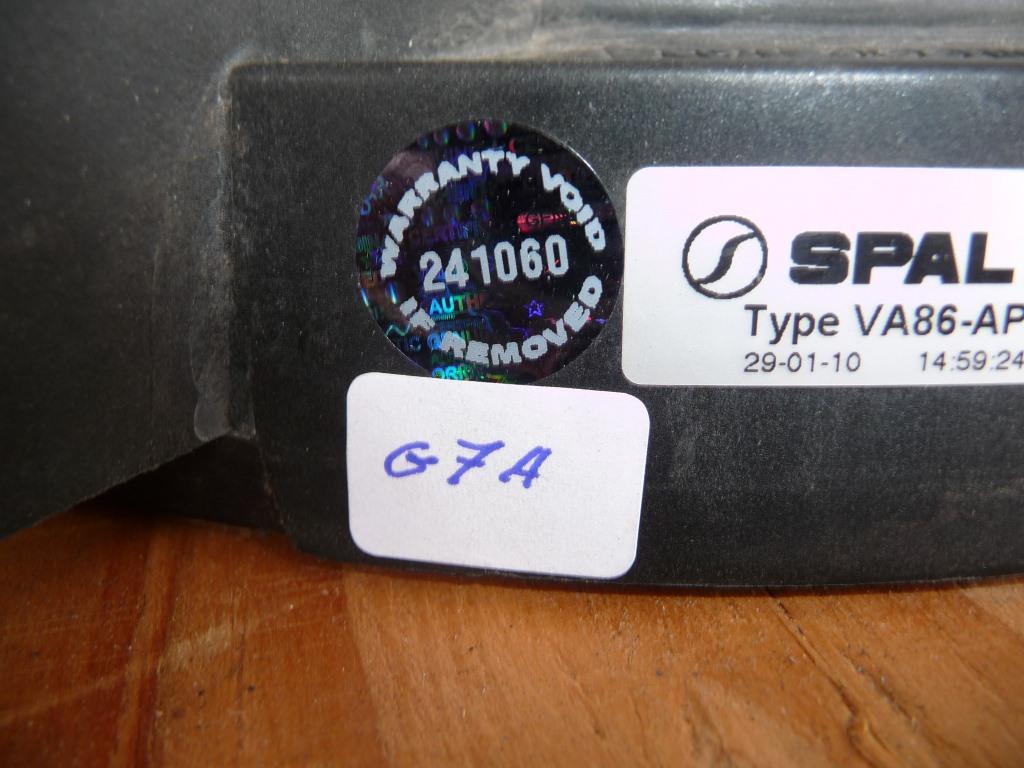 WARRANTY VOID
241060
IF REMOVED
SPAL
Type VA86-AP
29-01-10 14:59:24
G7A